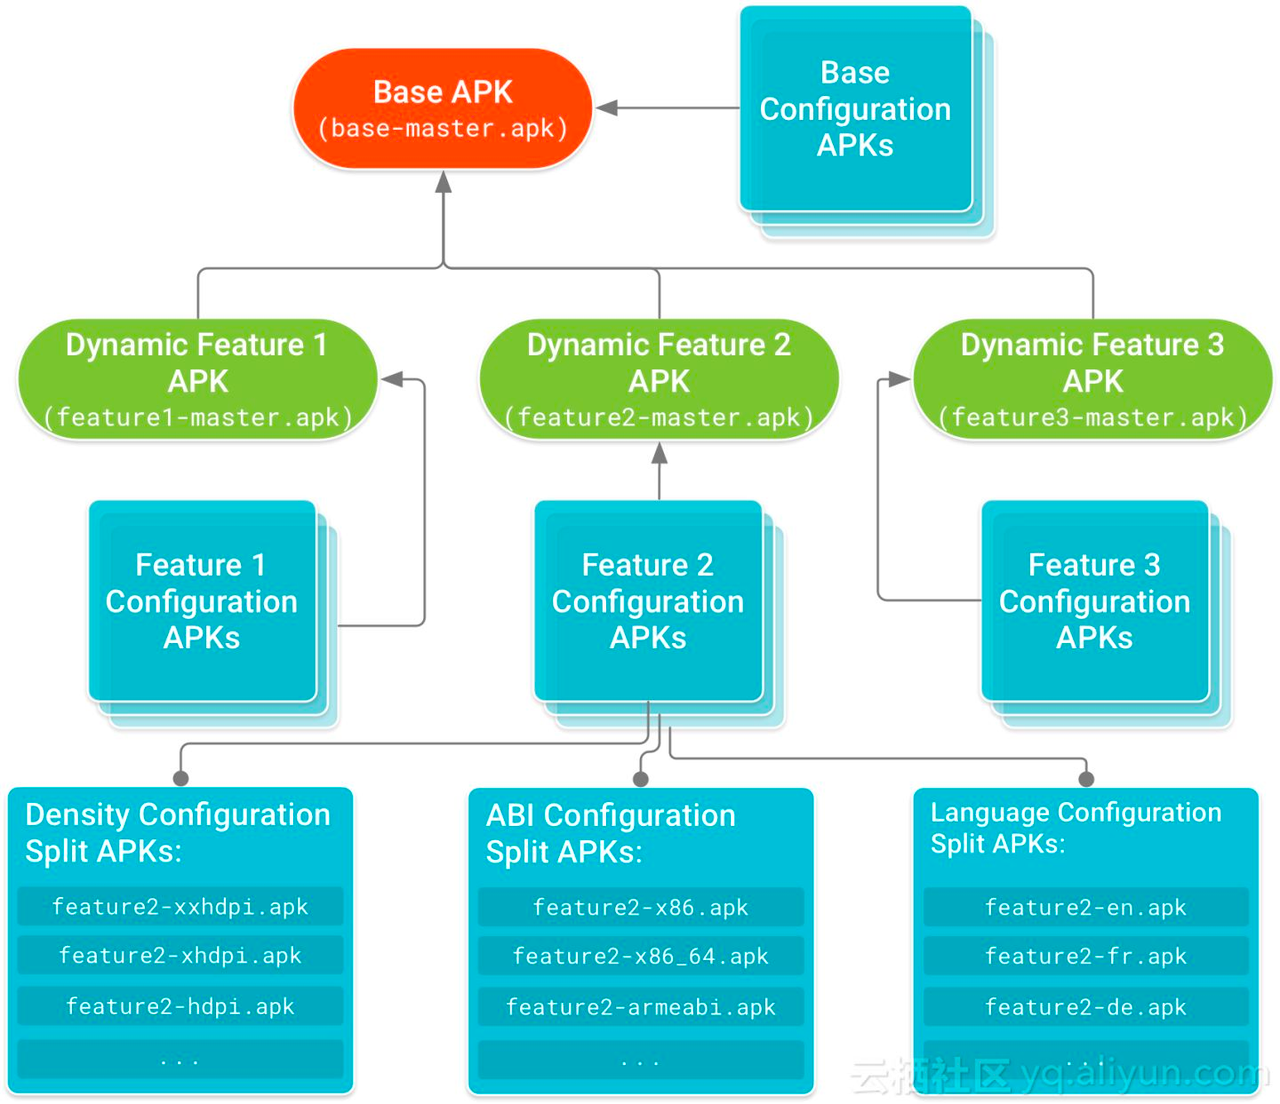 Base APK
(base-master.apk)
Base
Configuration
APKs
Dynamic Feature 1
APK
(feature1-master.apk)
Dynamic Feature 2
APK
(feature2-master.apk)
Dynamic Feature 3
APK
(feature3-master.apk)
Feature 1
Configuration
APKs
Feature 2
Configuration
APKs
Feature 3
Configuration
APKs
Density Configuration
Split APKs:
feature2-xxhdpi.apk
feature2-xhdpi.apk
feature2-hdpi.apk
...
ABI Configuration
Split APKs:
feature2-x86.apk
feature2-x86_64.apk
feature2-armeabi.apk
...
Language Configuration
Split APKs:
feature2-en.apk
feature2-fr.apk
feature2-de.apk
...
云栖社区 yq.aliyun.com